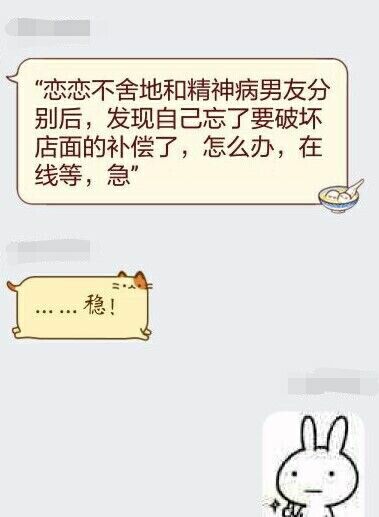 “恋恋不舍地和精神病男友分
别后，发现自己忘了要破坏
店面的补偿了，怎么办，在
线等，急”
……稳！